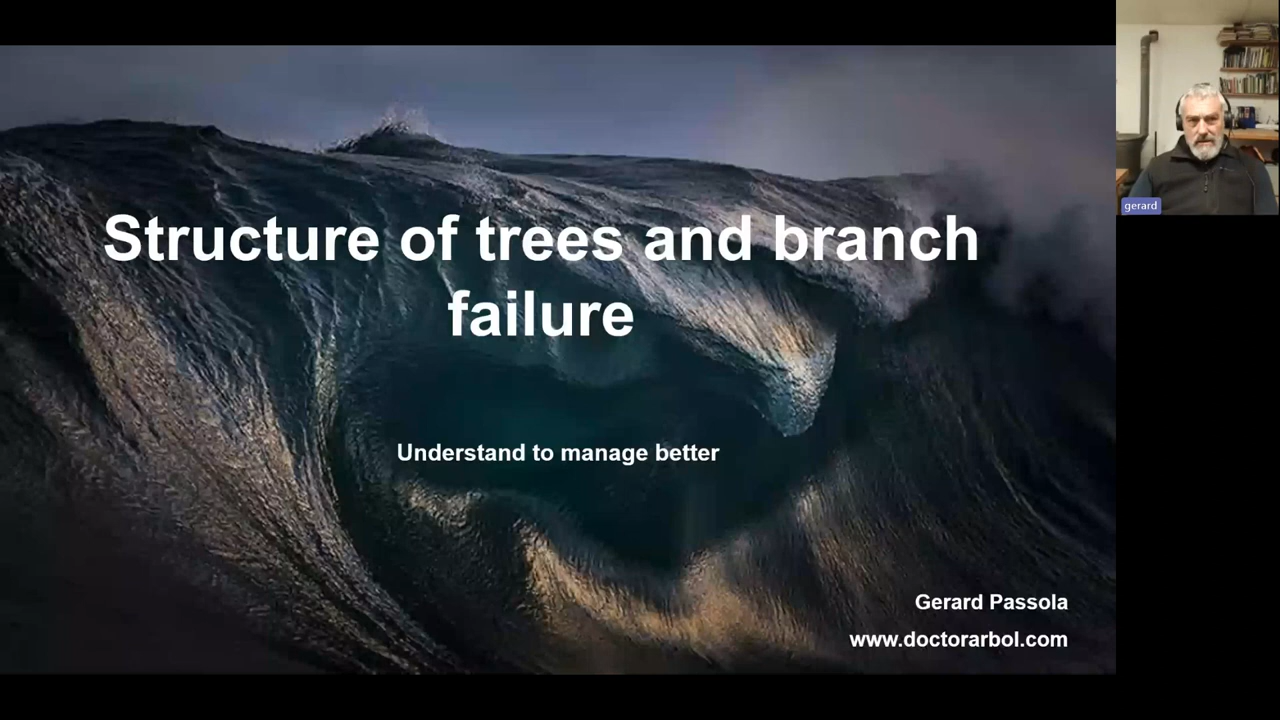 Structure of trees and branch
failure
Understand to manage better
Gerard Passola
www.doctorarbol.com
gerard